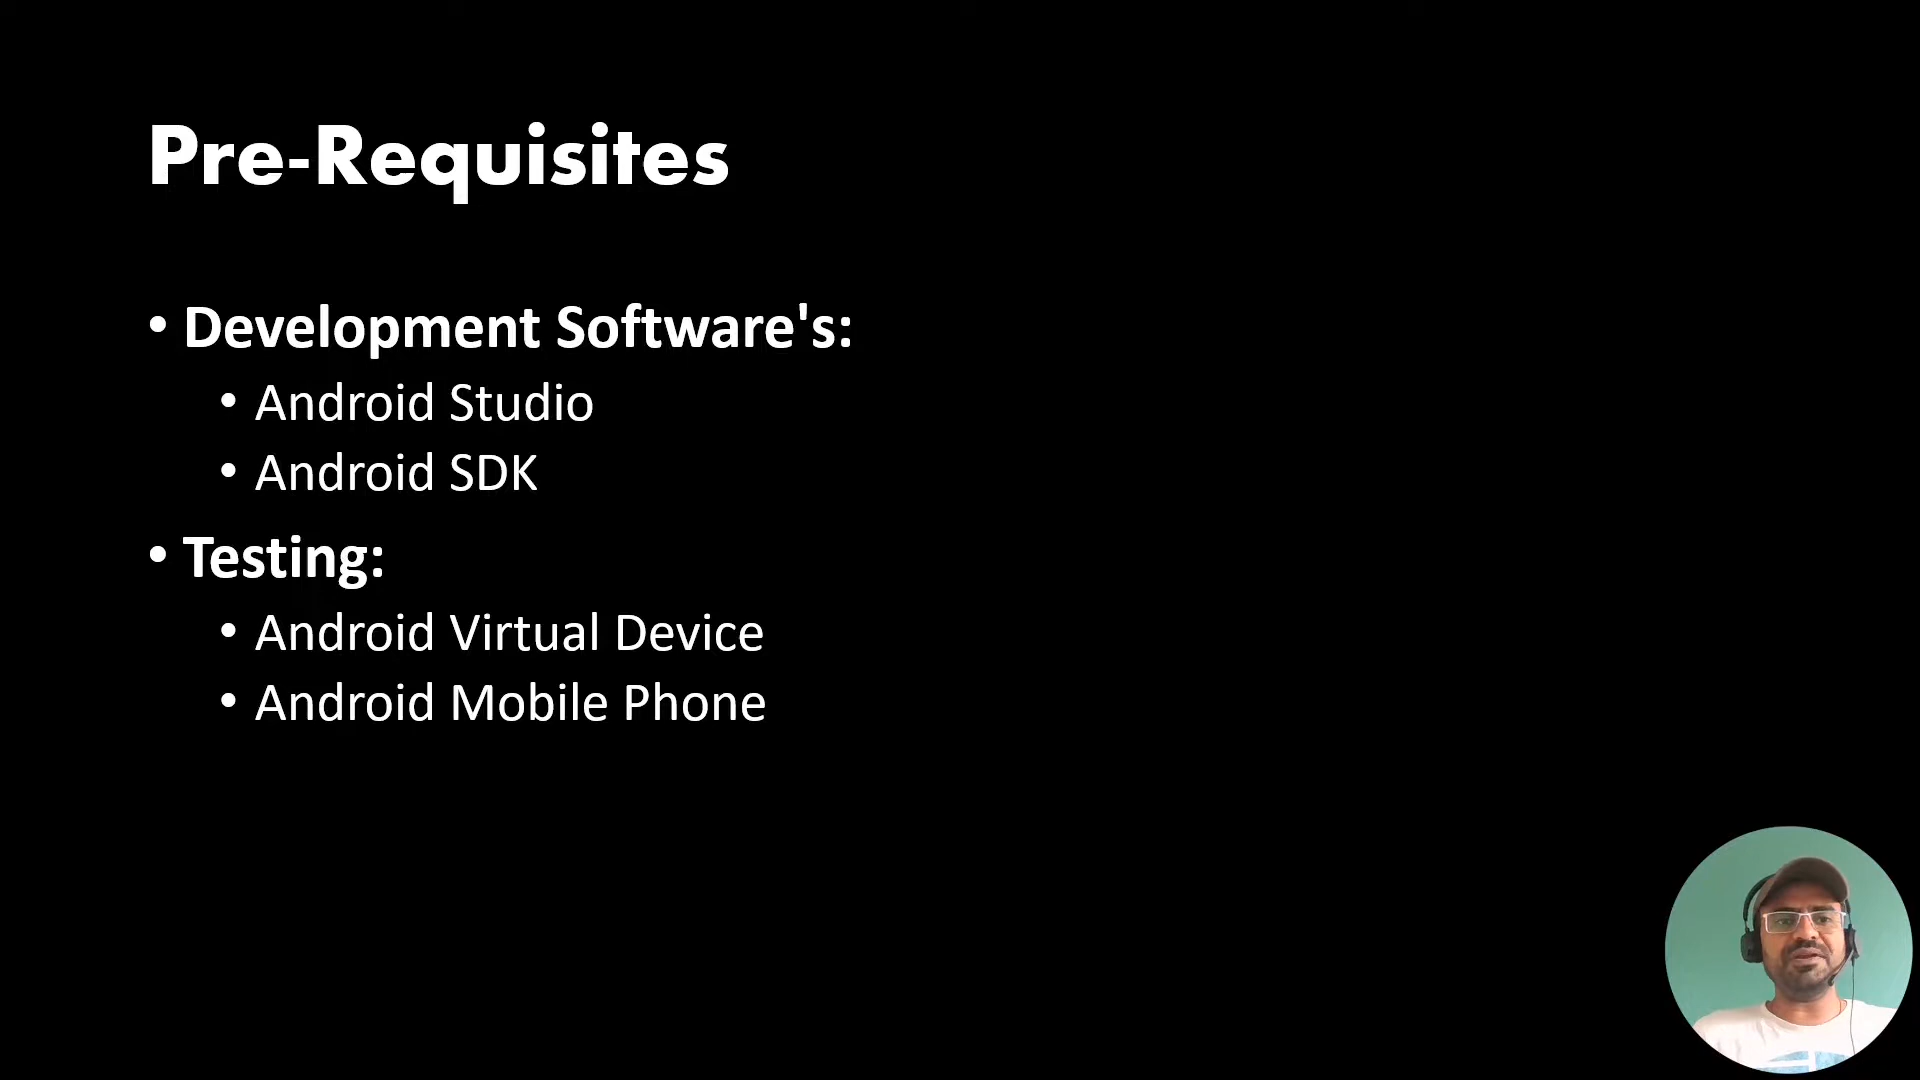 Pre-Requisites
• Development Software's:
• Android Studio
• Android SDK
• Testing:
• Android Virtual Device
• Android Mobile Phone